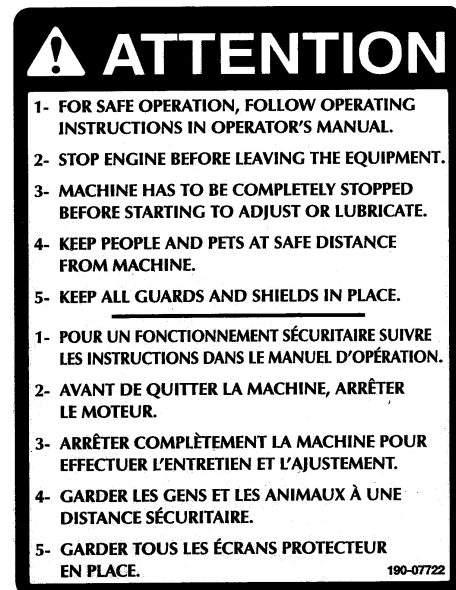 ATTENTION
1- FOR SAFE OPERATION, FOLLOW OPERATING
INSTRUCTIONS IN OPERATOR'S MANUAL.
2- STOP ENGINE BEFORE LEAVING THE EQUIPMENT.
3- MACHINE HAS TO BE COMPLETELY STOPPED
BEFORE STARTING TO ADJUST OR LUBRICATE.
4- KEEP PEOPLE AND PETS AT SAFE DISTANCE
FROM MACHINE.
5- KEEP ALL GUARDS AND SHIELDS IN PLACE.
1- POUR UN FONCTIONNEMENT SÉCURITAIRE SUIVRE
LES INSTRUCTIONS DANS LE MANUEL D'OPÉRATION.
2- AVANT DE QUITTER LA MACHINE, ARRÊTER
LE MOTEUR.
3- ARRÊTER COMPLÈTEMENT LA MACHINE POUR
EFFECTUER L'ENTRETIEN ET L'AJUSTEMENT.
4- GARDER LES GENS ET LES ANIMAUX À UNE
DISTANCE SÉCURITAIRE.
5- GARDER TOUS LES ÉCRANS PROTECTEUR
EN PLACE.
190-07722